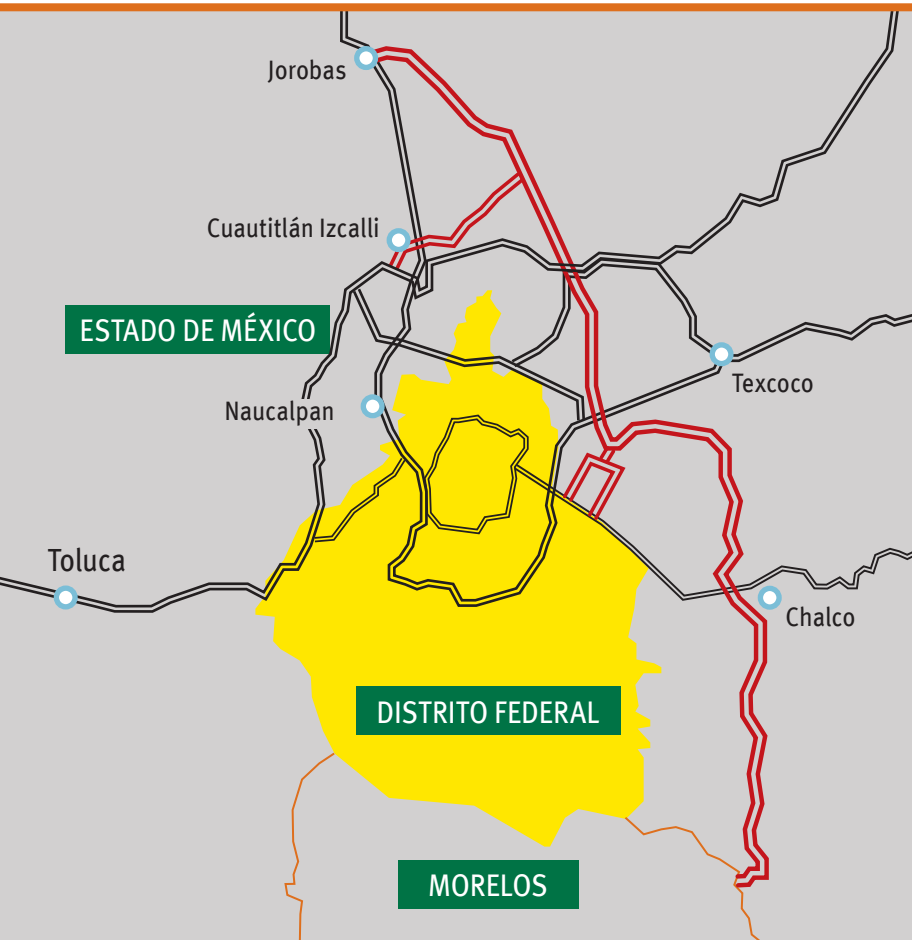 Jorobas
Cuautitlán Izcalli
ESTADO DE MÉXICO
Texcoco
Naucalpan
Toluca
Chalco
DISTRITO FEDERAL
MORELOS